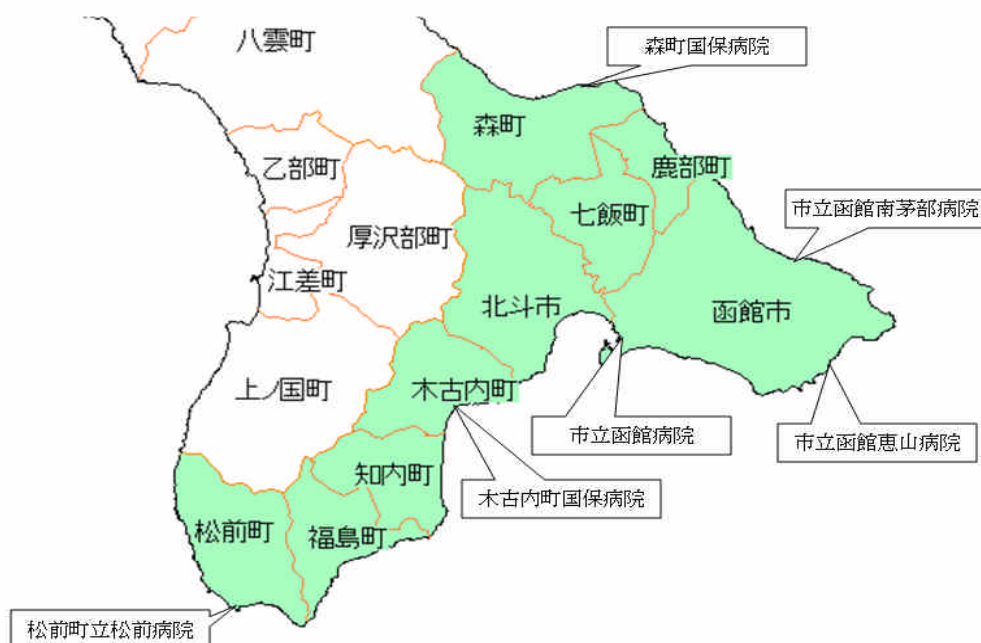 八雲町
森町国保病院
森町
乙部町
鹿部町
七飯町
市立函館南茅部病院
厚沢部町
江差町
北斗市
函館市
上ノ国町
木古内町
市立函館病院
市立函館恵山病院
知内町
木古内町国保病院
松前町
福島町
松前町立松前病院